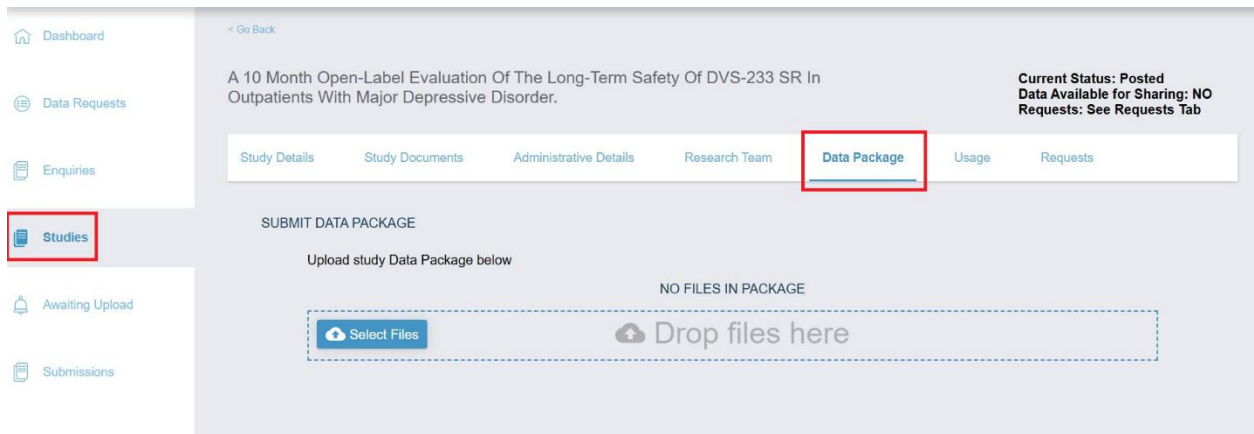 Dashboard
Data Requests
Enquiries
Studies
Awaiting Upload
Submissions
< Go Back
A 10 Month Open-Label Evaluation Of The Long-Term Safety Of DVS-233 SR In
Outpatients With Major Depressive Disorder.
Current Status: Posted
Data Available for Sharing: NO
Requests: See Requests Tab
Study Details Study Documents Administrative Details Research Team Data Package Usage Requests
SUBMIT DATA PACKAGE
Upload study Data Package below
NO FILES IN PACKAGE
Select Files Drop files here